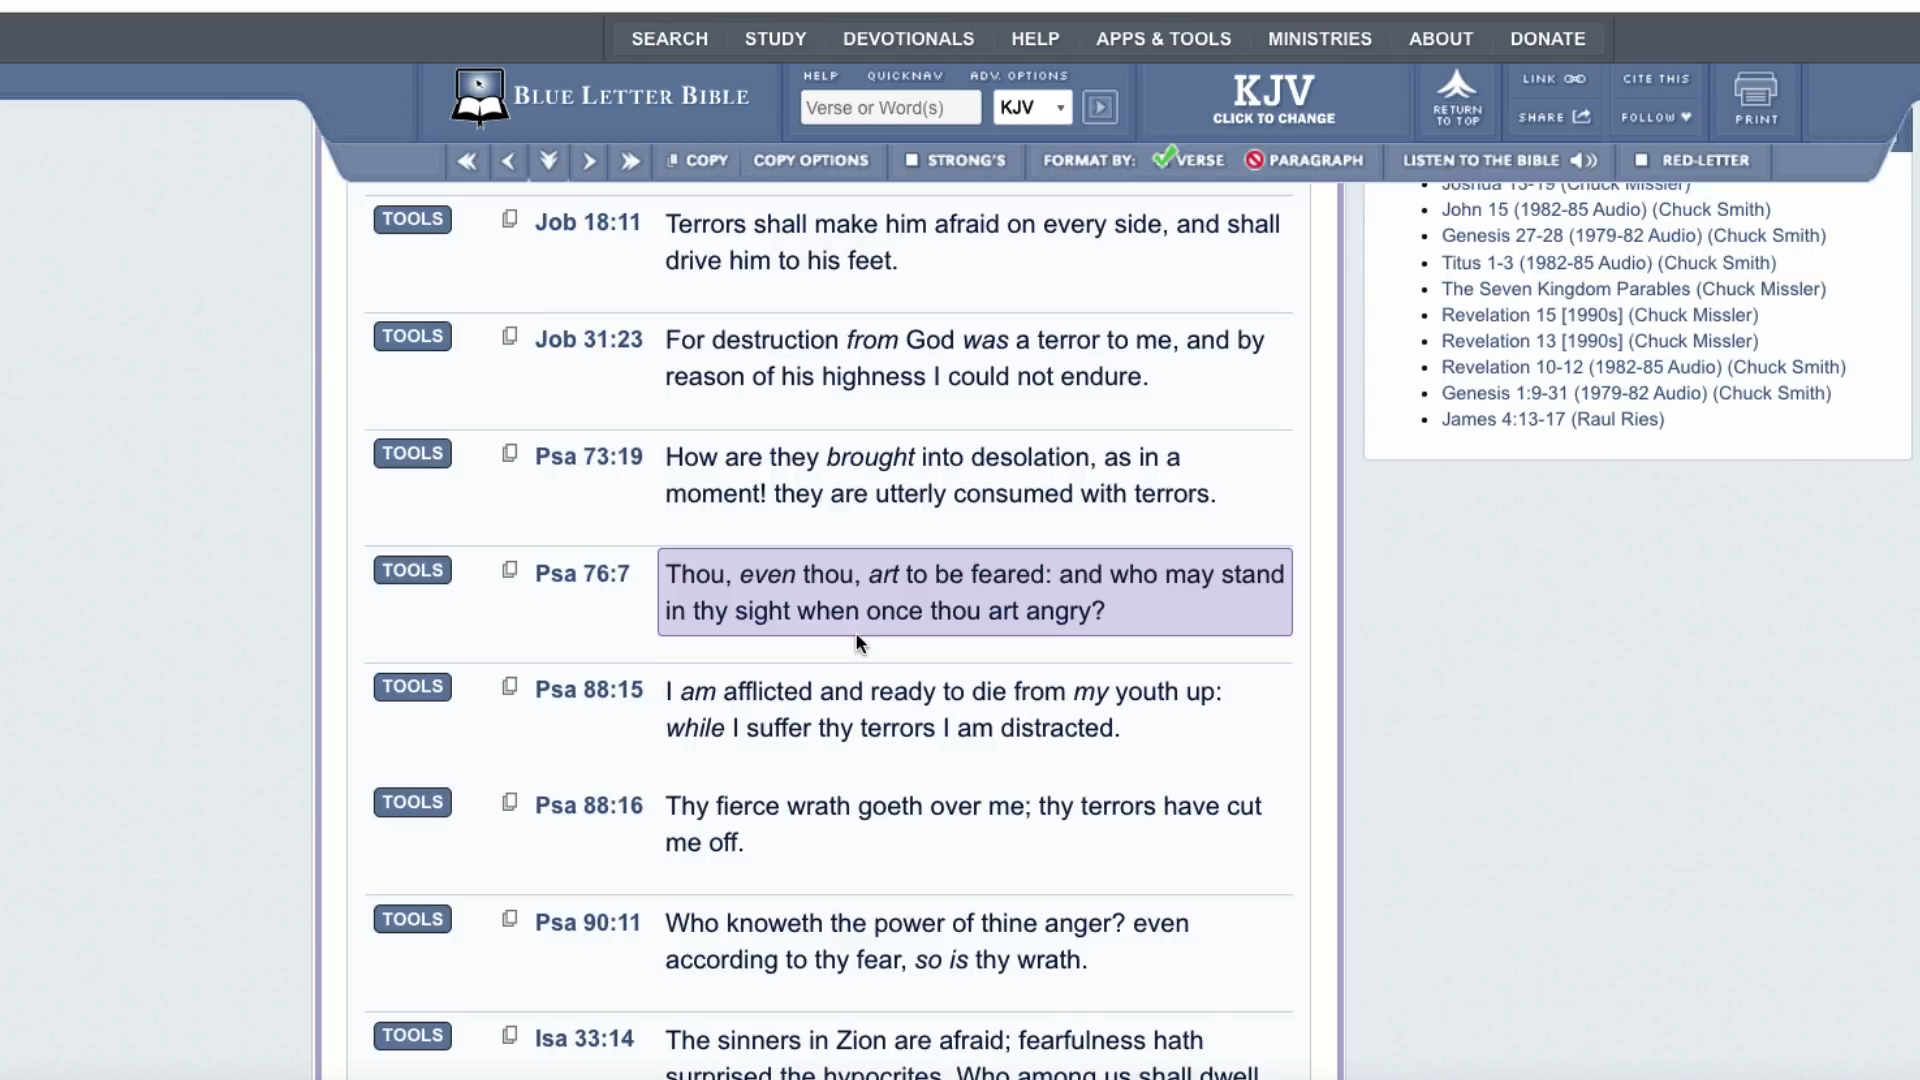 SEARCH STUDY DEVOTIONALS HELP APPS & TOOLS MINISTRIES ABOUT DONATE
BLUE LETTER BIBLE
HELP QUICKNAV ADV. OPTIONS
Verse or Word(s) KJV
KJV
CLICK TO CHANGE
RETURN
TO TOP
LINK CITE THIS
SHARE FOLLOW
PRINT
COPY COPY OPTIONS STRONG'S FORMAT BY: VERSE PARAGRAPH LISTEN TO THE BIBLE RED-LETTER
TOOLS Job 18:11 Terrors shall make him afraid on every side, and shall
drive him to his feet.
TOOLS Job 31:23 For destruction from God was a terror to me, and by
reason of his highness I could not endure.
TOOLS Psa 73:19 How are they brought into desolation, as in a
moment! they are utterly consumed with terrors.
TOOLS Psa 76:7 Thou, even thou, art to be feared: and who may stand
in thy sight when once thou art angry?
TOOLS Psa 88:15 I am afflicted and ready to die from my youth up:
while I suffer thy terrors I am distracted.
TOOLS Psa 88:16 Thy fierce wrath goeth over me; thy terrors have cut
me off.
TOOLS Psa 90:11 Who knoweth the power of thine anger? even
according to thy fear, so is thy wrath.
TOOLS Isa 33:14 The sinners in Zion are afraid; fearfulness hath
surprised the hypocrites. Who among us shall dwell
Joshua 13-19 (Chuck Missler)
John 15 (1982-85 Audio) (Chuck Smith)
Genesis 27-28 (1979-82 Audio) (Chuck Smith)
Titus 1-3 (1982-85 Audio) (Chuck Smith)
The Seven Kingdom Parables (Chuck Missler)
Revelation 15 [1990s] (Chuck Missler)
Revelation 13 [1990s] (Chuck Missler)
Revelation 10-12 (1982-85 Audio) (Chuck Smith)
Genesis 1:9-31 (1979-82 Audio) (Chuck Smith)
James 4:13-17 (Raul Ries)